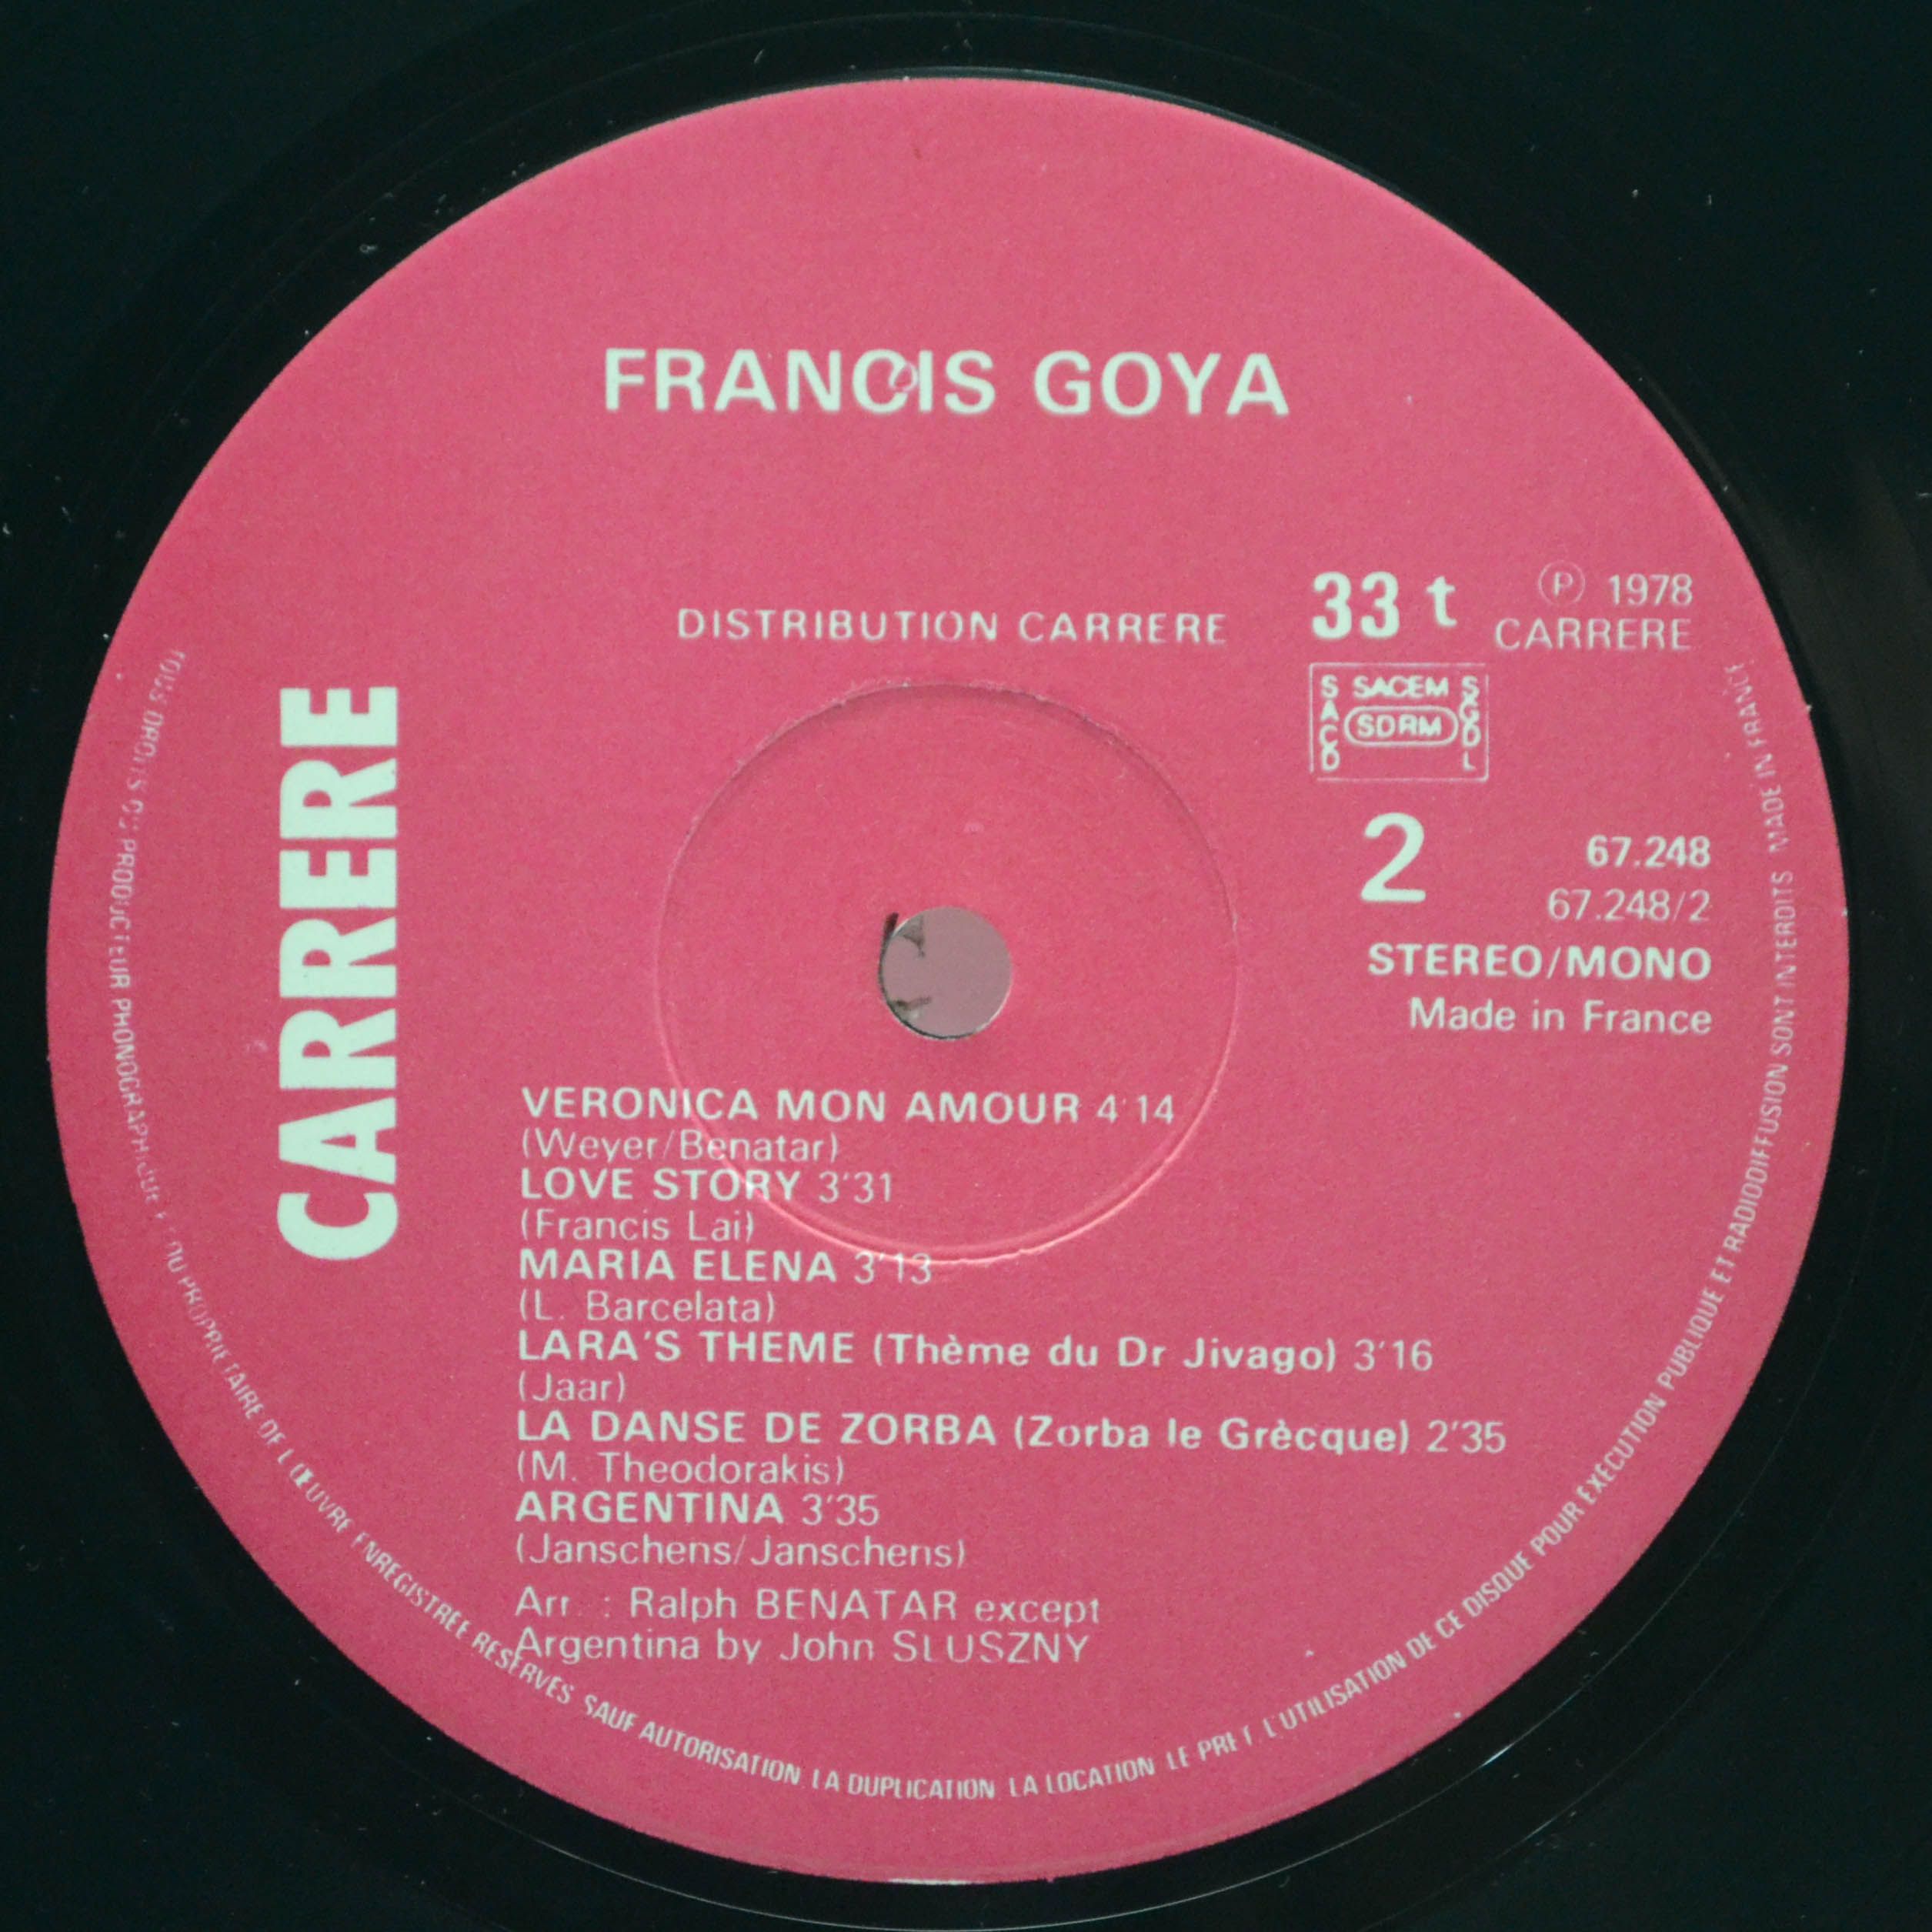 FRANCIS GOYA
DISTRIBUTION CARRERE
33 t
Ⓟ 1978
CARRERE
SACD SACEM SGDL
SDRM
CARRERE
2
67.248
67.248/2
STEREO/MONO
Made in France
VERONICA MON AMOUR 4'14
(Weyer/Benatar)
LOVE STORY 3'31
(Francis Lai)
MARIA ELENA 3'13
(L. Barcelata)
LARA'S THEME (Thème du Dr Jivago) 3'16
(Jaar)
LA DANSE DE ZORBA (Zorba le Grècque) 2'35
(M. Theodorakis)
ARGENTINA 3'35
(Janschens/Janschens)
Arr. : Ralph BENATAR except
Argentina by John SLUSZNY
TOUS DROITS DU PRODUCTEUR PHONOGRAPHIQUE ET DU PROPRIETAIRE DE L'ŒUVRE ENREGISTREE RESERVES SAUF AUTORISATION LA DUPLICATION LA LOCATION LE PRET L'UTILISATION DE CE DISQUE POUR EXECUTION PUBLIQUE ET RADIODIFFUSION SONT INTERDITS MADE IN FRANCE